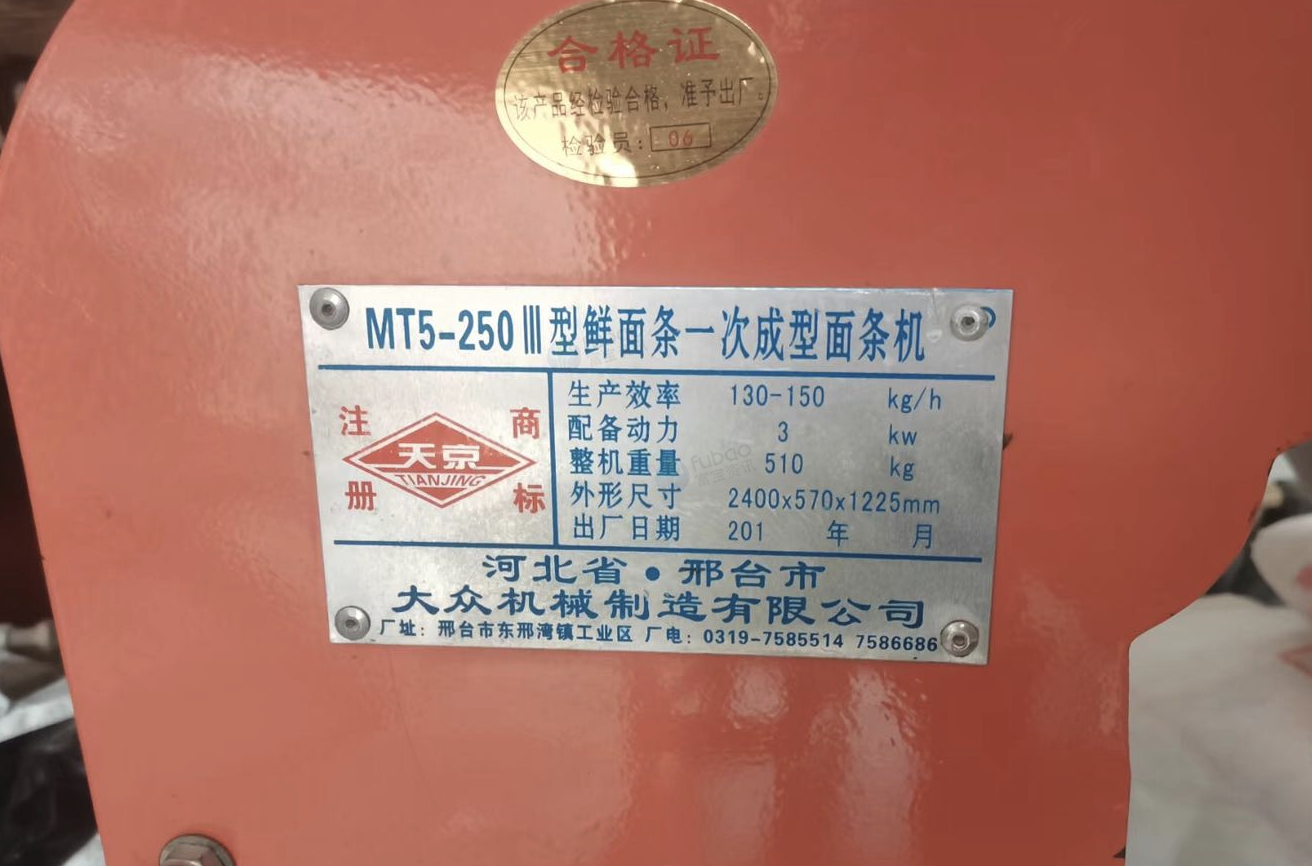 合格证
该产品经检验合格，准予出厂。
检验员：06
MT5-250Ⅲ型鲜面条一次成型面条机
注 商
天京
TIANJING
册 标
生产效率 130-150 kg/h
配备动力 3 kw
整机重量 510 kg
外形尺寸 2400x570x1225mm
出厂日期 201 年 月
河北省·邢台市
大众机械制造有限公司
厂址：邢台市东邢湾镇工业区 厂电：0319-7585514 7586686
fubao